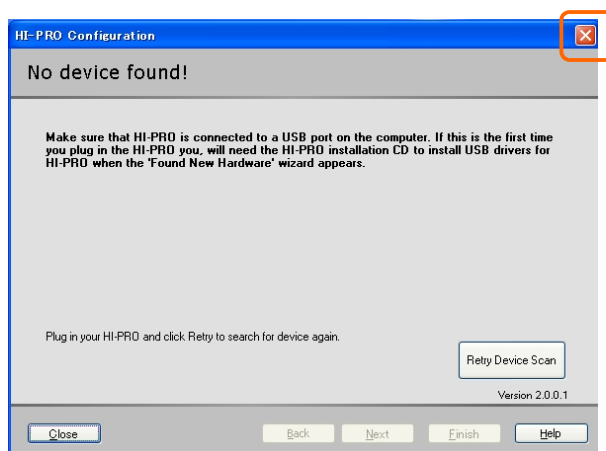 HI-PRO Configuration
No device found!
Make sure that HI-PRO is connected to a USB port on the computer. If this is the first time
you plug in the HI-PRO you, will need the HI-PRO installation CD to install USB drivers for
HI-PRO when the 'Found New Hardware' wizard appears.
Plug in your HI-PRO and click Retry to search for device again.
Retry Device Scan
Version 2.0.0.1
Close Back Next Finish Help